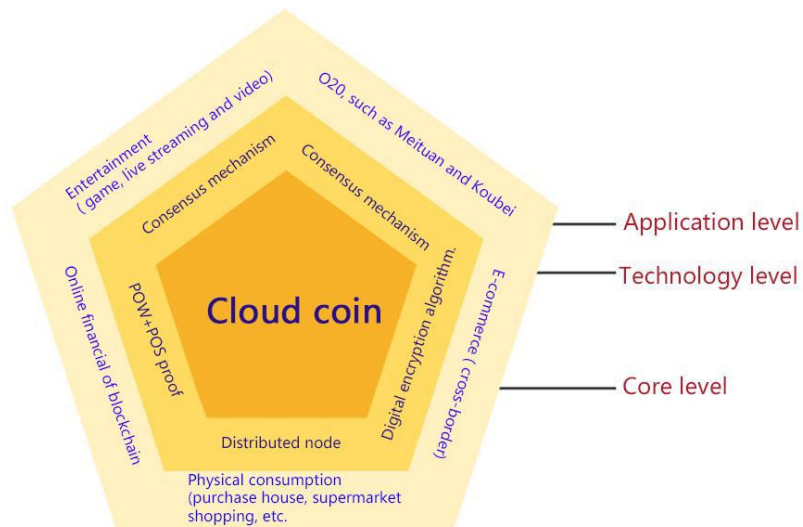 Entertainment
( game, live streaming and video)
O20, such as Meituan and Koubei
Consensus mechanism
Consensus mechanism
Application level
Technology level
Online financial of blockchain
POW+POS proof
Cloud coin
Digital encryption algorithm.
E-commerce ( cross-border)
Core level
Distributed node
Physical consumption
(purchase house, supermarket
shopping, etc.